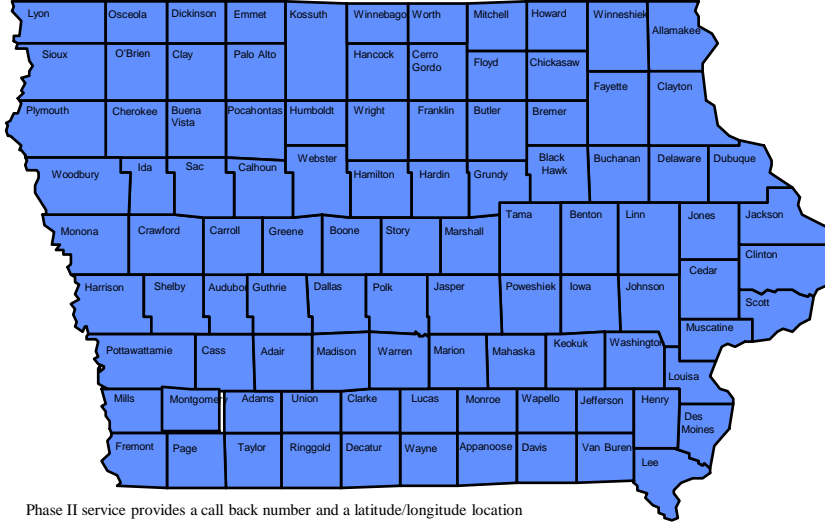 Lyon Osceola Dickinson Emmet Kossuth Winnebago Worth Mitchell Howard Winneshiek
Allamakee
Sioux O'Brien Clay Palo Alto Hancock Cerro
Gordo Floyd Chickasaw
Fayette Clayton
Plymouth Cherokee Buena
Vista Pocahontas Humboldt Wright Franklin Butler Bremer
Woodbury Ida Sac Calhoun Webster Hamilton Hardin Grundy Black
Hawk Buchanan Delaware Dubuque
Monona Crawford Carroll Greene Boone Story Marshall Tama Benton Linn Jones Jackson
Clinton
Harrison Shelby Audubon Guthrie Dallas Polk Jasper Poweshiek Iowa Johnson Cedar
Scott
Muscatine
Pottawattamie Cass Adair Madison Warren Marion Mahaska Keokuk Washington
Louisa
Mills Montgomery Adams Union Clarke Lucas Monroe Wapello Jefferson Henry
Des
Moines
Fremont Page Taylor Ringgold Decatur Wayne Appanoose Davis Van Buren
Lee
Phase II service provides a call back number and a latitude/longitude location